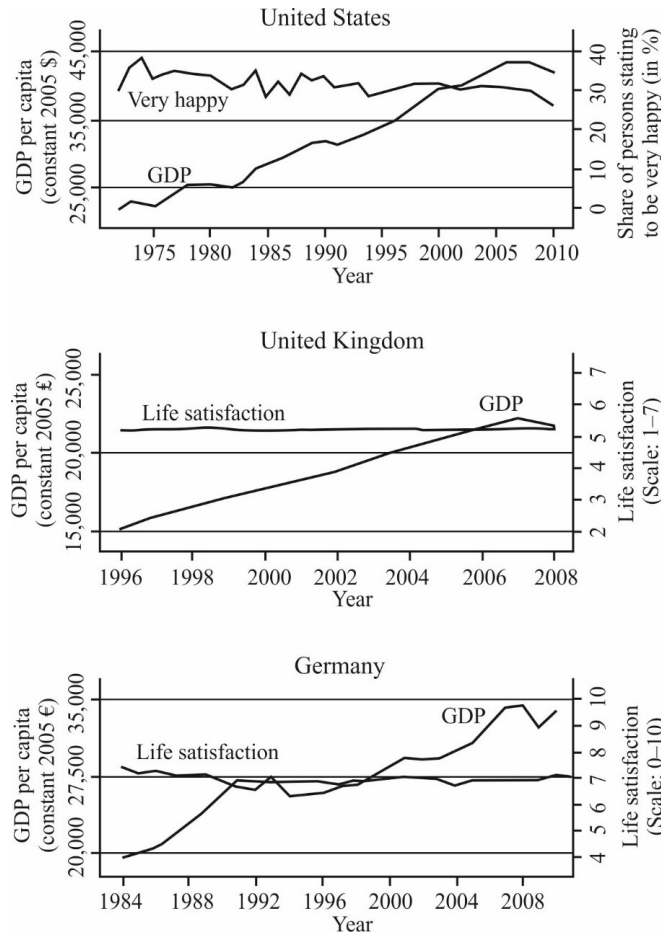 United States
GDP per capita
(constant 2005 $)
45,000
35,000
25,000
Very happy
GDP
40
30
20
10
0
Share of persons stating
to be very happy (in %)
1975 1980 1985 1990 1995 2000 2005 2010
Year
United Kingdom
GDP per capita
(constant 2005 £)
25,000
20,000
15,000
Life satisfaction
GDP
7
6
5
4
3
2
Life satisfaction
(Scale: 1–7)
1996 1998 2000 2002 2004 2006 2008
Year
Germany
GDP per capita
(constant 2005 €)
35,000
27,500
20,000
Life satisfaction
GDP
10
9
8
7
6
5
4
Life satisfaction
(Scale: 0–10)
1984 1988 1992 1996 2000 2004 2008
Year